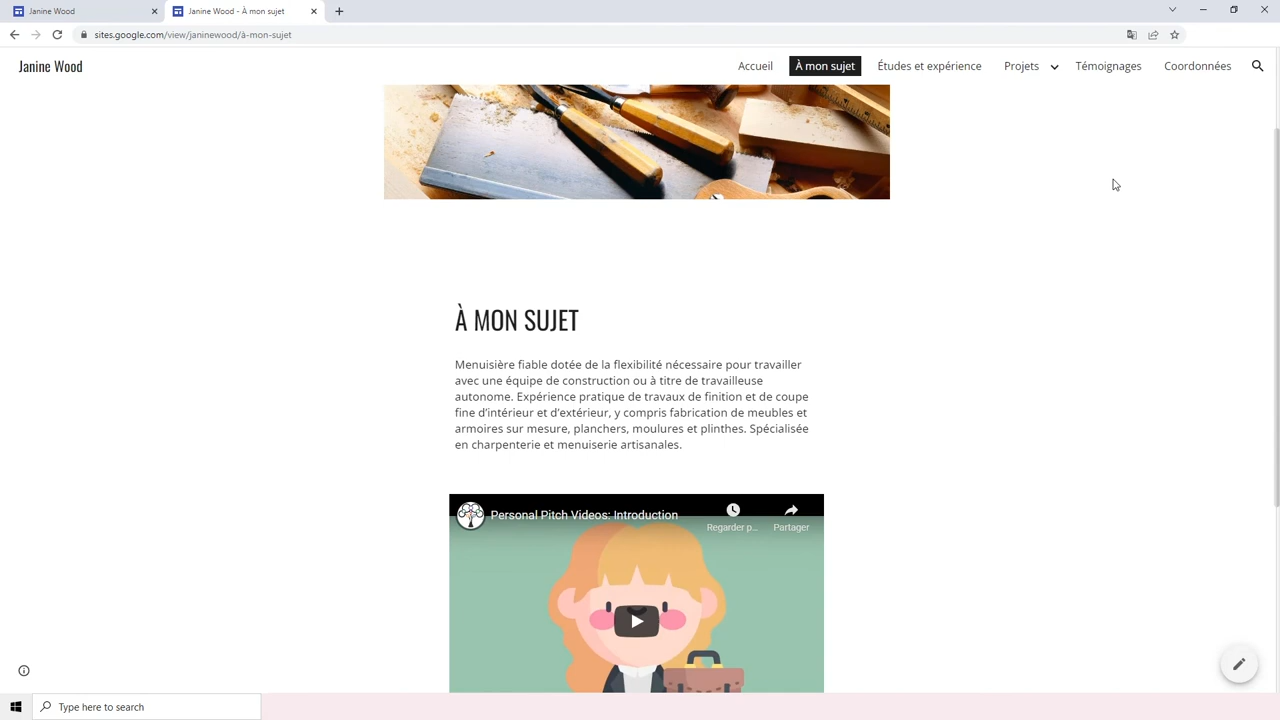 Janine Wood
Janine Wood - À mon sujet
sites.google.com/view/janinewood/à-mon-sujet
Janine Wood
Accueil
À mon sujet
Études et expérience
Projets
Témoignages
Coordonnées
À MON SUJET
Menuisière fiable dotée de la flexibilité nécessaire pour travailler
avec une équipe de construction ou à titre de travailleuse
autonome. Expérience pratique de travaux de finition et de coupe
fine d'intérieur et d'extérieur, y compris fabrication de meubles et
armoires sur mesure, planchers, moulures et plinthes. Spécialisée
en charpenterie et menuiserie artisanales.
Personal Pitch Videos: Introduction
Regarder p...
Partager
Type here to search